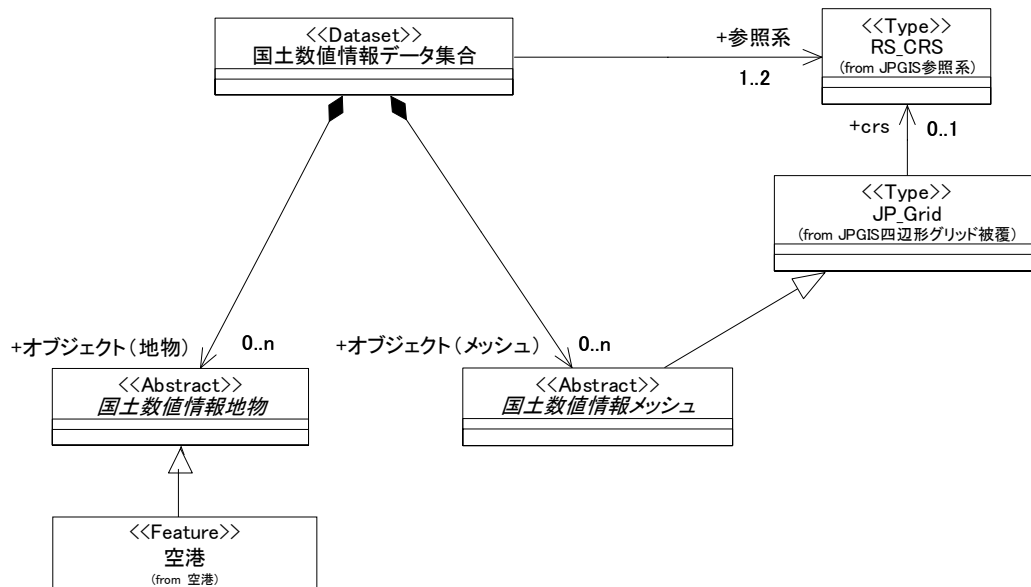 <<Dataset>>
国土数値情報データ集合
+参照系
1..2
<<Type>>
RS_CRS
(from JPGIS参照系)
+crs
0..1
<<Type>>
JP_Grid
(from JPGIS四辺形グリッド被覆)
+オブジェクト(地物)
0..n
+オブジェクト(メッシュ)
0..n
<<Abstract>>
国土数値情報地物
<<Abstract>>
国土数値情報メッシュ
<<Feature>>
空港
(from 空港)